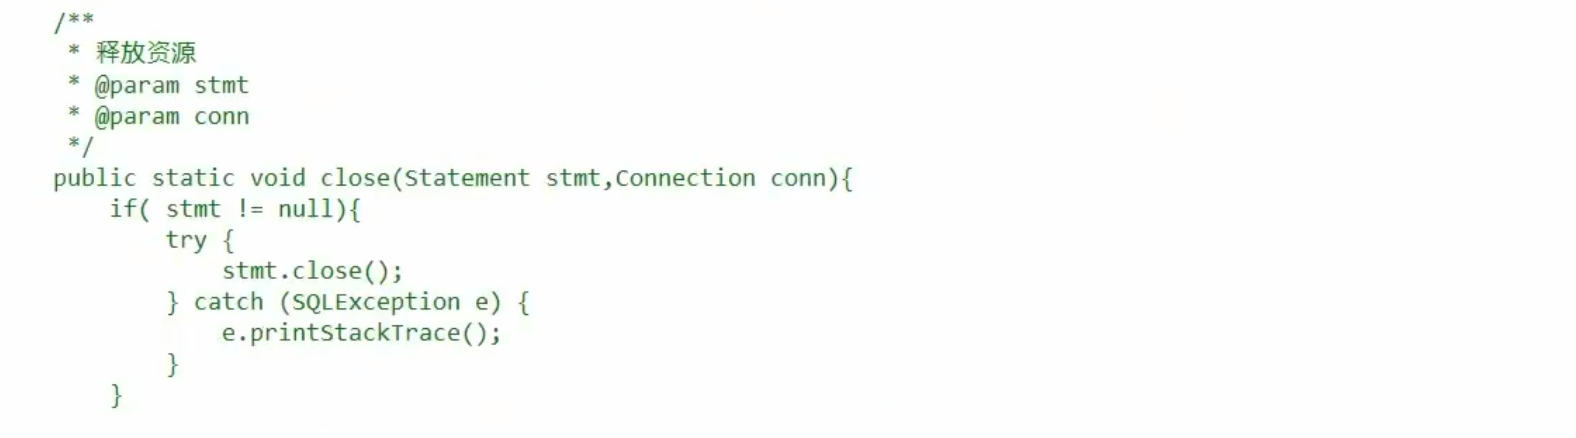 /**
 * 释放资源
 * @param stmt
 * @param conn
 */
public static void close(Statement stmt,Connection conn){
    if( stmt != null){
        try {
            stmt.close();
        } catch (SQLException e) {
            e.printStackTrace();
        }
    }